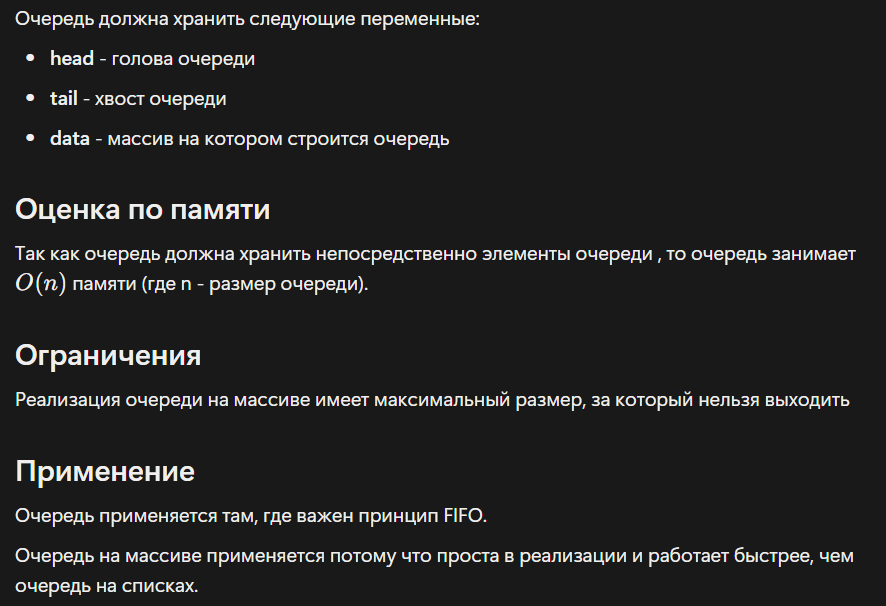 Очередь должна хранить следующие переменные:
• head - голова очереди
• tail - хвост очереди
• data - массив на котором строится очередь
Оценка по памяти
Так как очередь должна хранить непосредственно элементы очереди , то очередь занимает
O(n) памяти (где n - размер очереди).
Ограничения
Реализация очереди на массиве имеет максимальный размер, за который нельзя выходить
Применение
Очередь применяется там, где важен принцип FIFO.
Очередь на массиве применяется потому что проста в реализации и работает быстрее, чем
очередь на списках.